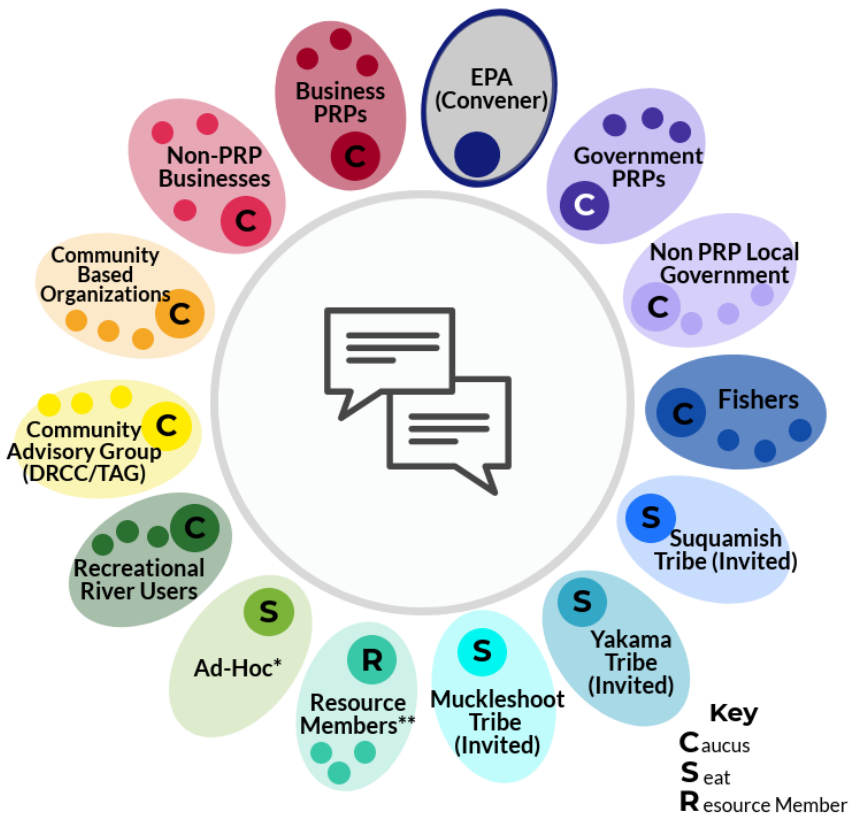 EPA
(Convener)
C
Government
PRPs
C
Non PRP Local
Government
C
Fishers
C
Suquamish
Tribe (Invited)
S
Yakama
Tribe
(Invited)
S
Muckleshoot
Tribe
(Invited)
S
Resource
Members**
R
Ad-Hoc*
S
Recreational
River Users
C
Community
Advisory Group
(DRCC/TAG)
C
Community
Based
Organizations
C
Non-PRP
Businesses
C
Business
PRPs
Key
Caucus
Seat
Resource Member